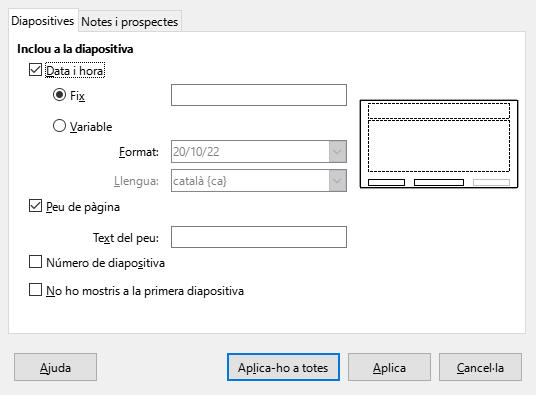 Diapositives Notes i prospectes
Inclou a la diapositiva
Data i hora
Fix
Variable
Format: 20/10/22
Llengua: català {ca}
Peu de pàgina
Text del peu:
Número de diapositiva
No ho mostris a la primera diapositiva
Ajuda Aplica-ho a totes Aplica Cancel·la